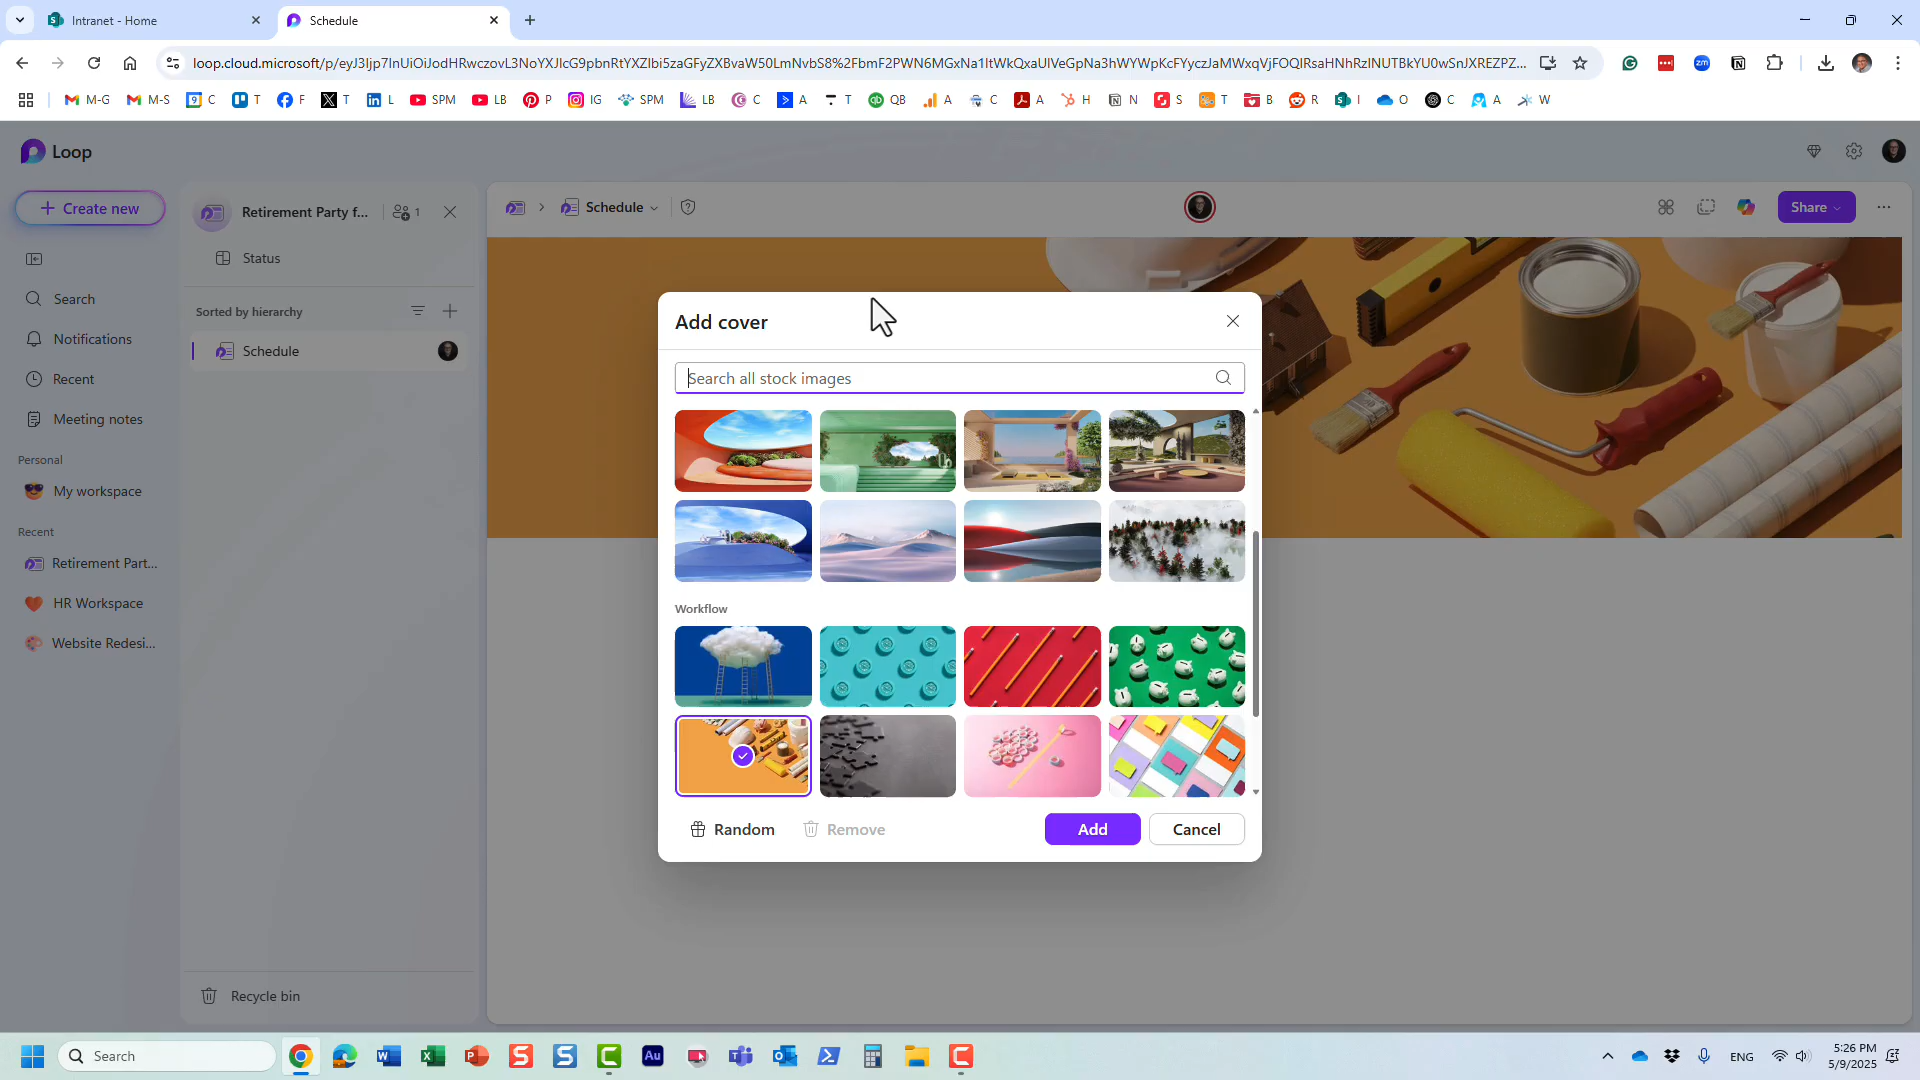 Intranet - Home
Schedule
loop.cloud.microsoft/p/eyJ3Ijp7InUiOiJodHRwczovL3NoYXJlcG9pbnRtYXZlbi5zaGFyZXBvaW50LmNvbS8%2FbmF2PWN6MGxNa1ltWkQxaUlVeGpNa3hWYWpKcFYyczJaMWxqVjFOQlRsaHNhRzlNUTBkYU0wSnJXREZPZ...
M-G
M-S
C
T
F
T
L
SPM
LB
P
IG
SPM
LB
C
A
T
QB
A
C
A
H
N
S
T
B
R
I
O
C
A
W
Loop
Create new
Search
Notifications
Recent
Meeting notes
Personal
My workspace
Recent
Retirement Part...
HR Workspace
Website Redesi...
Retirement Party f...
1
Status
Sorted by hierarchy
Schedule
Recycle bin
Schedule
Share
Add cover
Search all stock images
Workflow
Random
Remove
Add
Cancel
Search
ENG
5:26 PM
5/9/2025